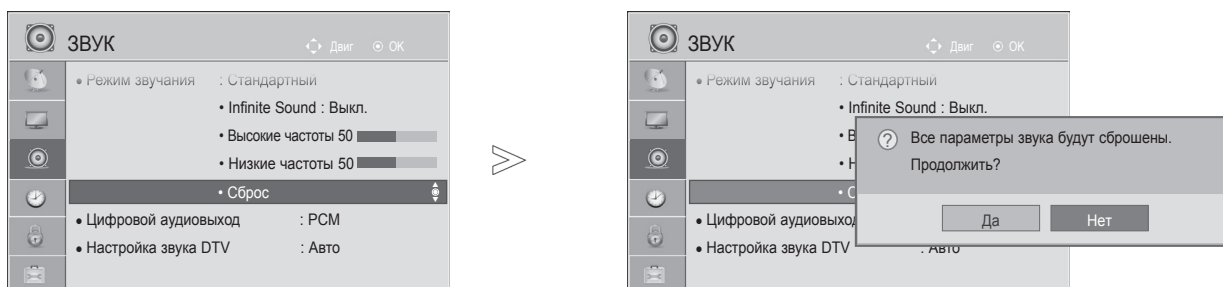 ЗВУК Двиг OK
• Режим звучания : Стандартный
• Infinite Sound : Выкл.
• Высокие частоты 50
• Низкие частоты 50
• Сброс
• Цифровой аудиовыход : PCM
• Настройка звука DTV : Авто
ЗВУК Двиг OK
• Режим звучания : Стандартный
• Infinite Sound : Выкл.
• В
• Н
• С
• Цифровой аудиовыход
• Настройка звука DTV : Авто
? Все параметры звука будут сброшены.
Продолжить?
Да Нет